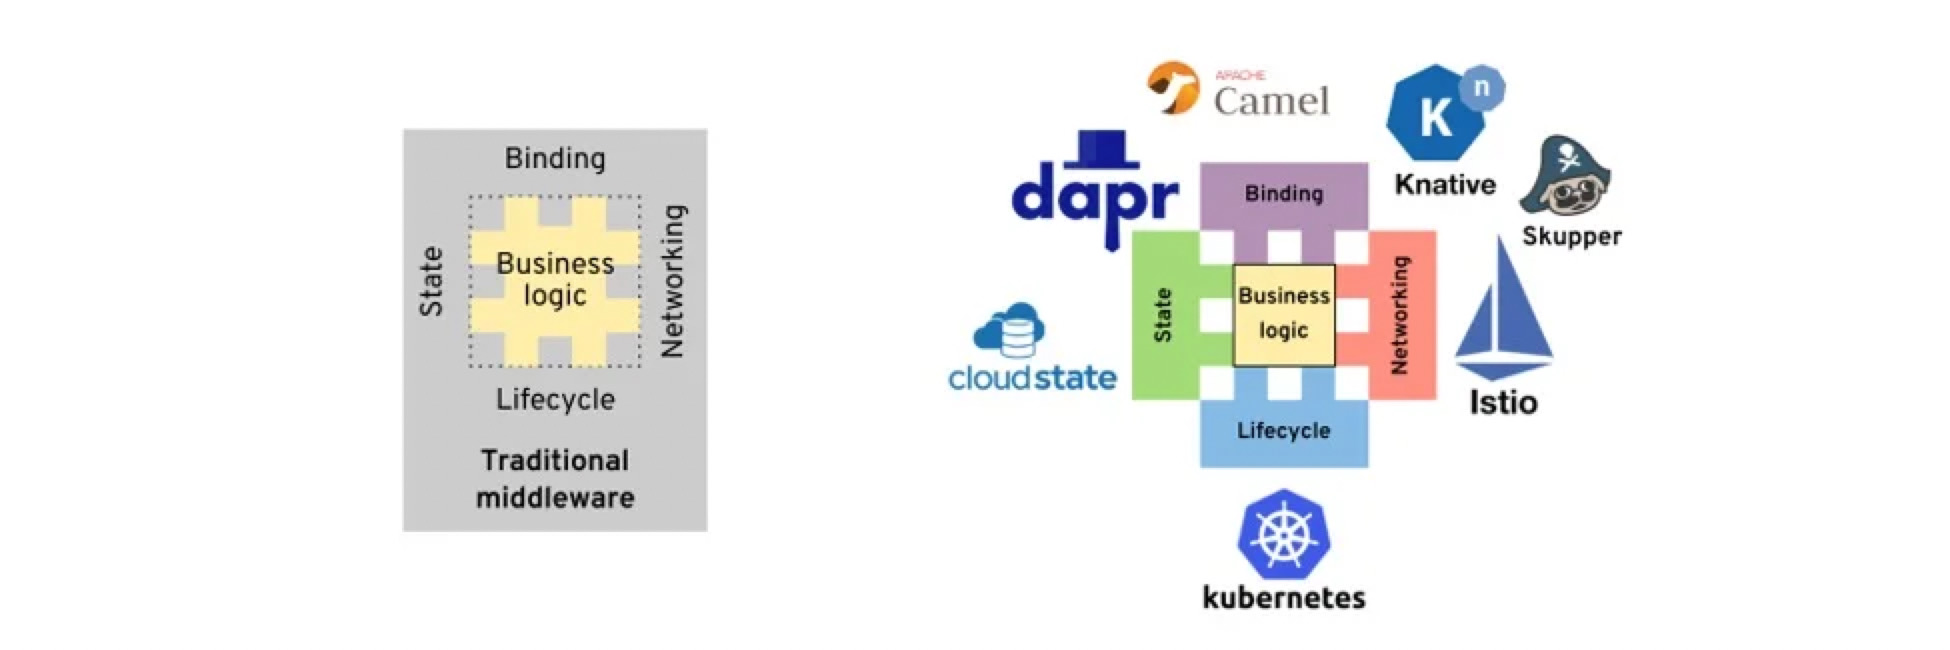 Binding
State
Business
logic
Networking
Lifecycle
Traditional
middleware
APACHE
Camel
K
n
Knative
dapr
Skupper
Binding
State
Business
logic
Networking
Lifecycle
cloudstate
Istio
kubernetes